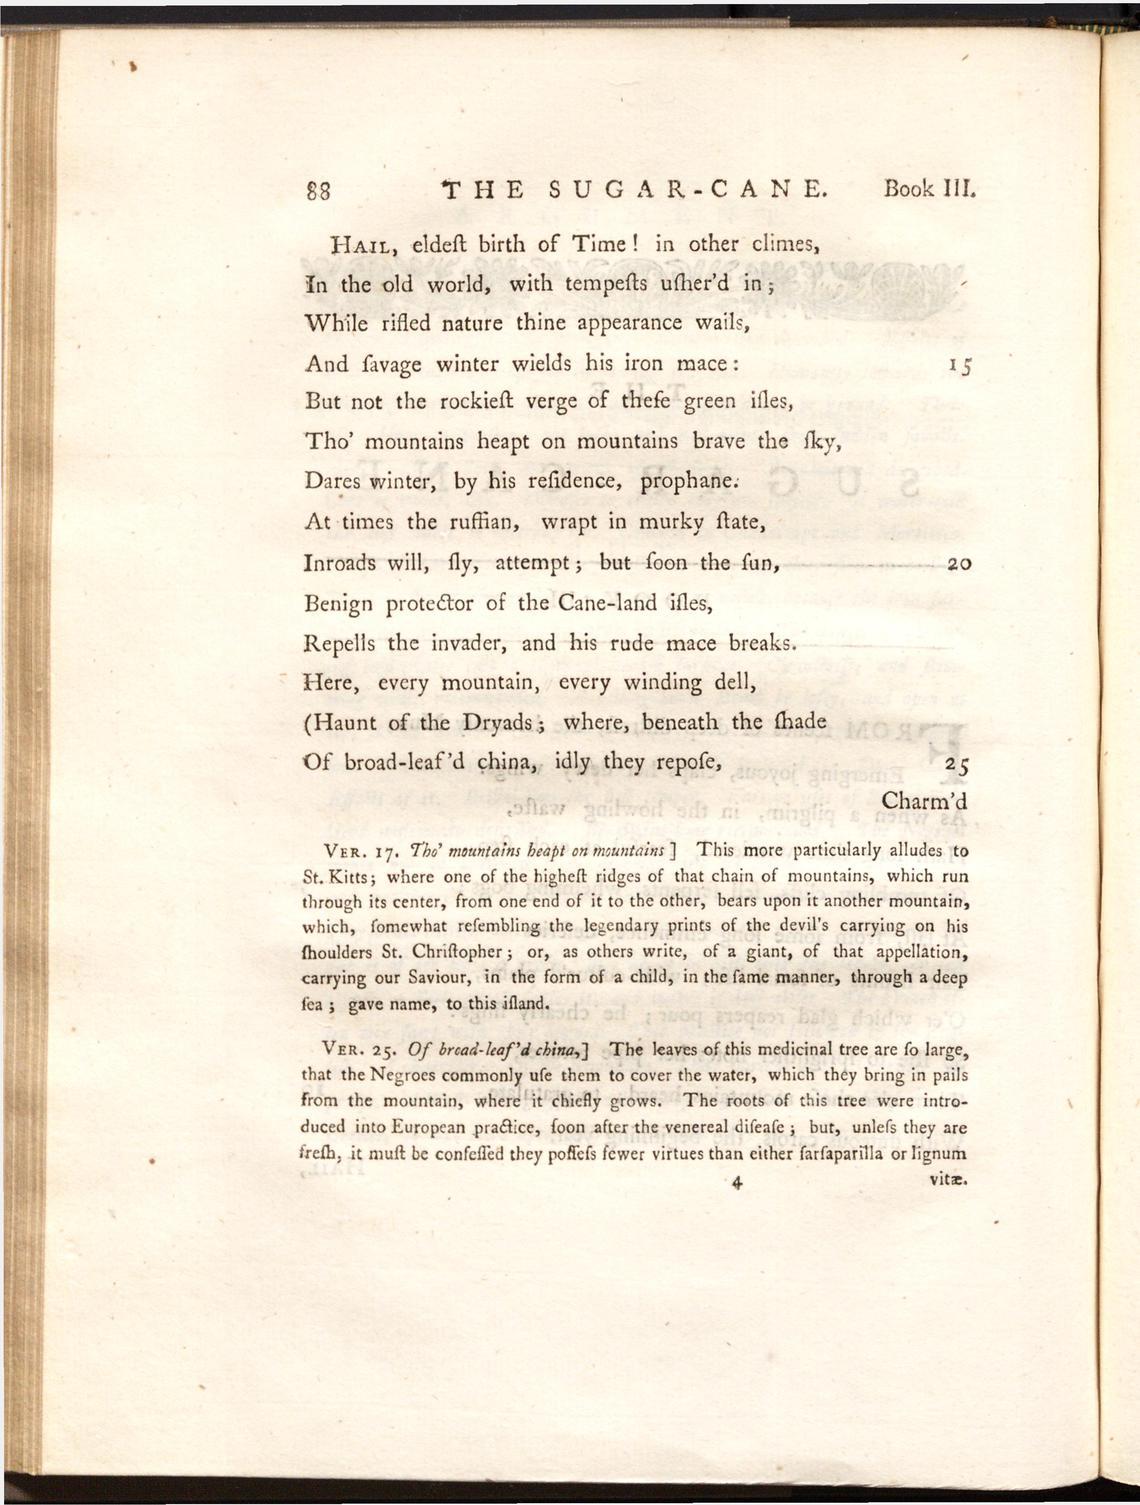 88 THE SUGAR-CANE. Book III.
HAIL, eldeſt birth of Time! in other climes,
In the old world, with tempeſts uſher'd in;
While rifled nature thine appearance wails,
And ſavage winter wields his iron mace: 15
But not the rockieſt verge of theſe green iſles,
Tho' mountains heapt on mountains brave the ſky,
Dares winter, by his reſidence, prophane.
At times the ruffian, wrapt in murky ſtate,
Inroads will, ſly, attempt; but ſoon the ſun, 20
Benign protector of the Cane-land iſles,
Repells the invader, and his rude mace breaks.
Here, every mountain, every winding dell,
(Haunt of the Dryads; where, beneath the ſhade
Of broad-leaf'd china, idly they repoſe, 25
Charm'd
VER. 17. Tho' mountains heapt on mountains] This more particularly alludes to
St. Kitts; where one of the higheſt ridges of that chain of mountains, which run
through its center, from one end of it to the other, bears upon it another mountain,
which, ſomewhat reſembling the legendary prints of the devil's carrying on his
ſhoulders St. Chriſtopher; or, as others write, of a giant, of that appellation,
carrying our Saviour, in the form of a child, in the ſame manner, through a deep
ſea; gave name, to this iſland.
VER. 25. Of broad-leaf'd china,] The leaves of this medicinal tree are ſo large,
that the Negroes commonly uſe them to cover the water, which they bring in pails
from the mountain, where it chiefly grows. The roots of this tree were intro-
duced into European practice, ſoon after the venereal diſeaſe; but, unleſs they are
freſh, it muſt be confeſſed they poſſeſs fewer virtues than either ſarſaparilla or lignum
4 vitæ.